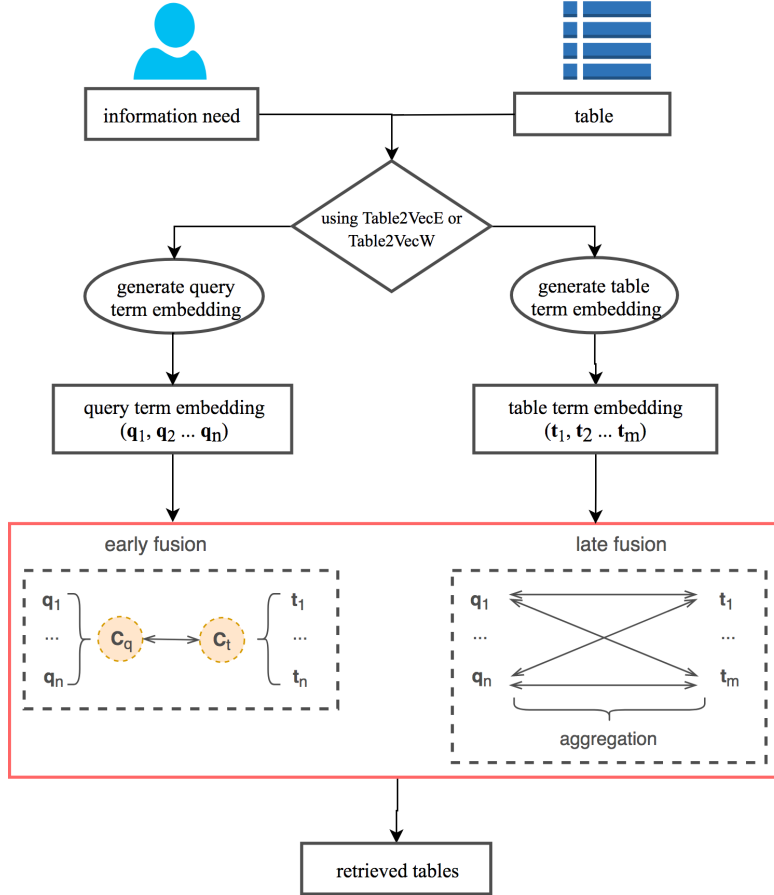 information need
table
using Table2VecE or
Table2VecW
generate query
term embedding
generate table
term embedding
query term embedding
(q1, q2 ... qn)
table term embedding
(t1, t2 ... tm)
early fusion
late fusion
q1
...
qn
Cq
Ct
t1
...
tn
q1
...
qn
t1
...
tm
aggregation
retrieved tables